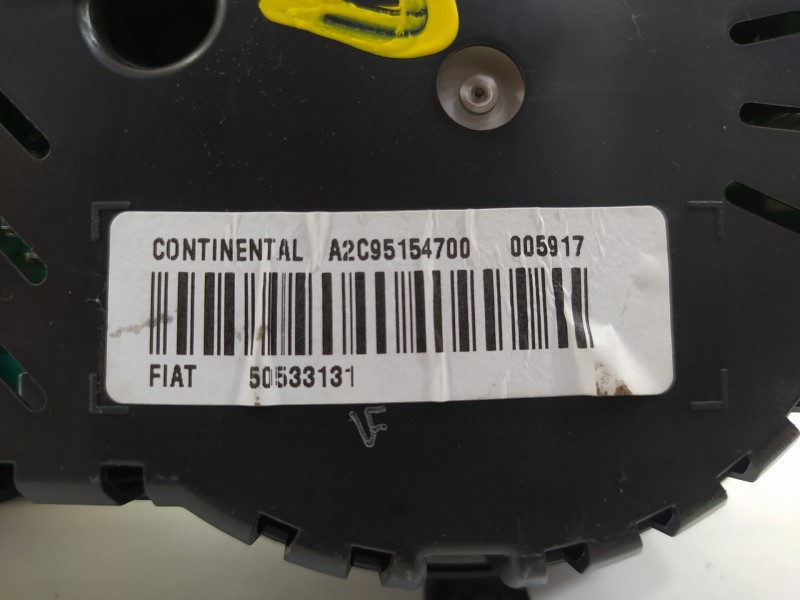 CONTINENTAL A2C95154700 005917
FIAT 50533131